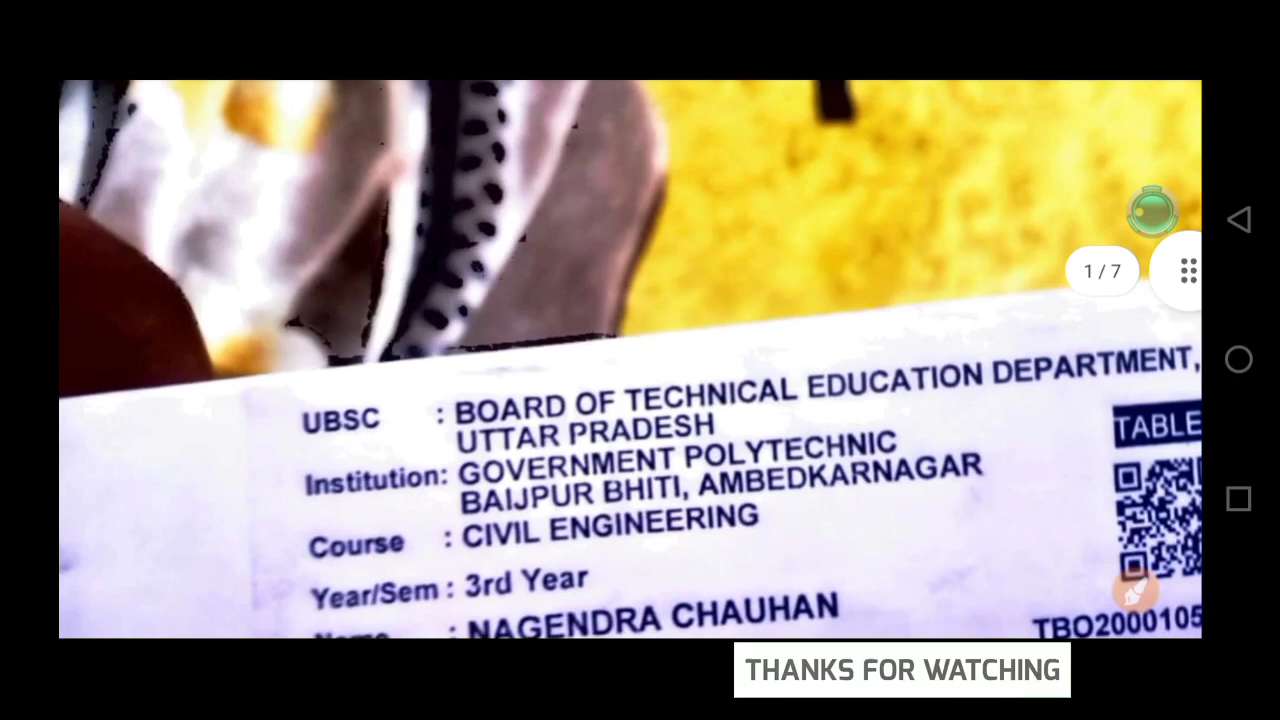 1 / 7
UBSC : BOARD OF TECHNICAL EDUCATION DEPARTMENT,
UTTAR PRADESH
Institution: GOVERNMENT POLYTECHNIC
BAIJPUR BHITI, AMBEDKARNAGAR
TABLE
Course : CIVIL ENGINEERING
Year/Sem : 3rd Year
Name : NAGENDRA CHAUHAN
TBO2000105
THANKS FOR WATCHING